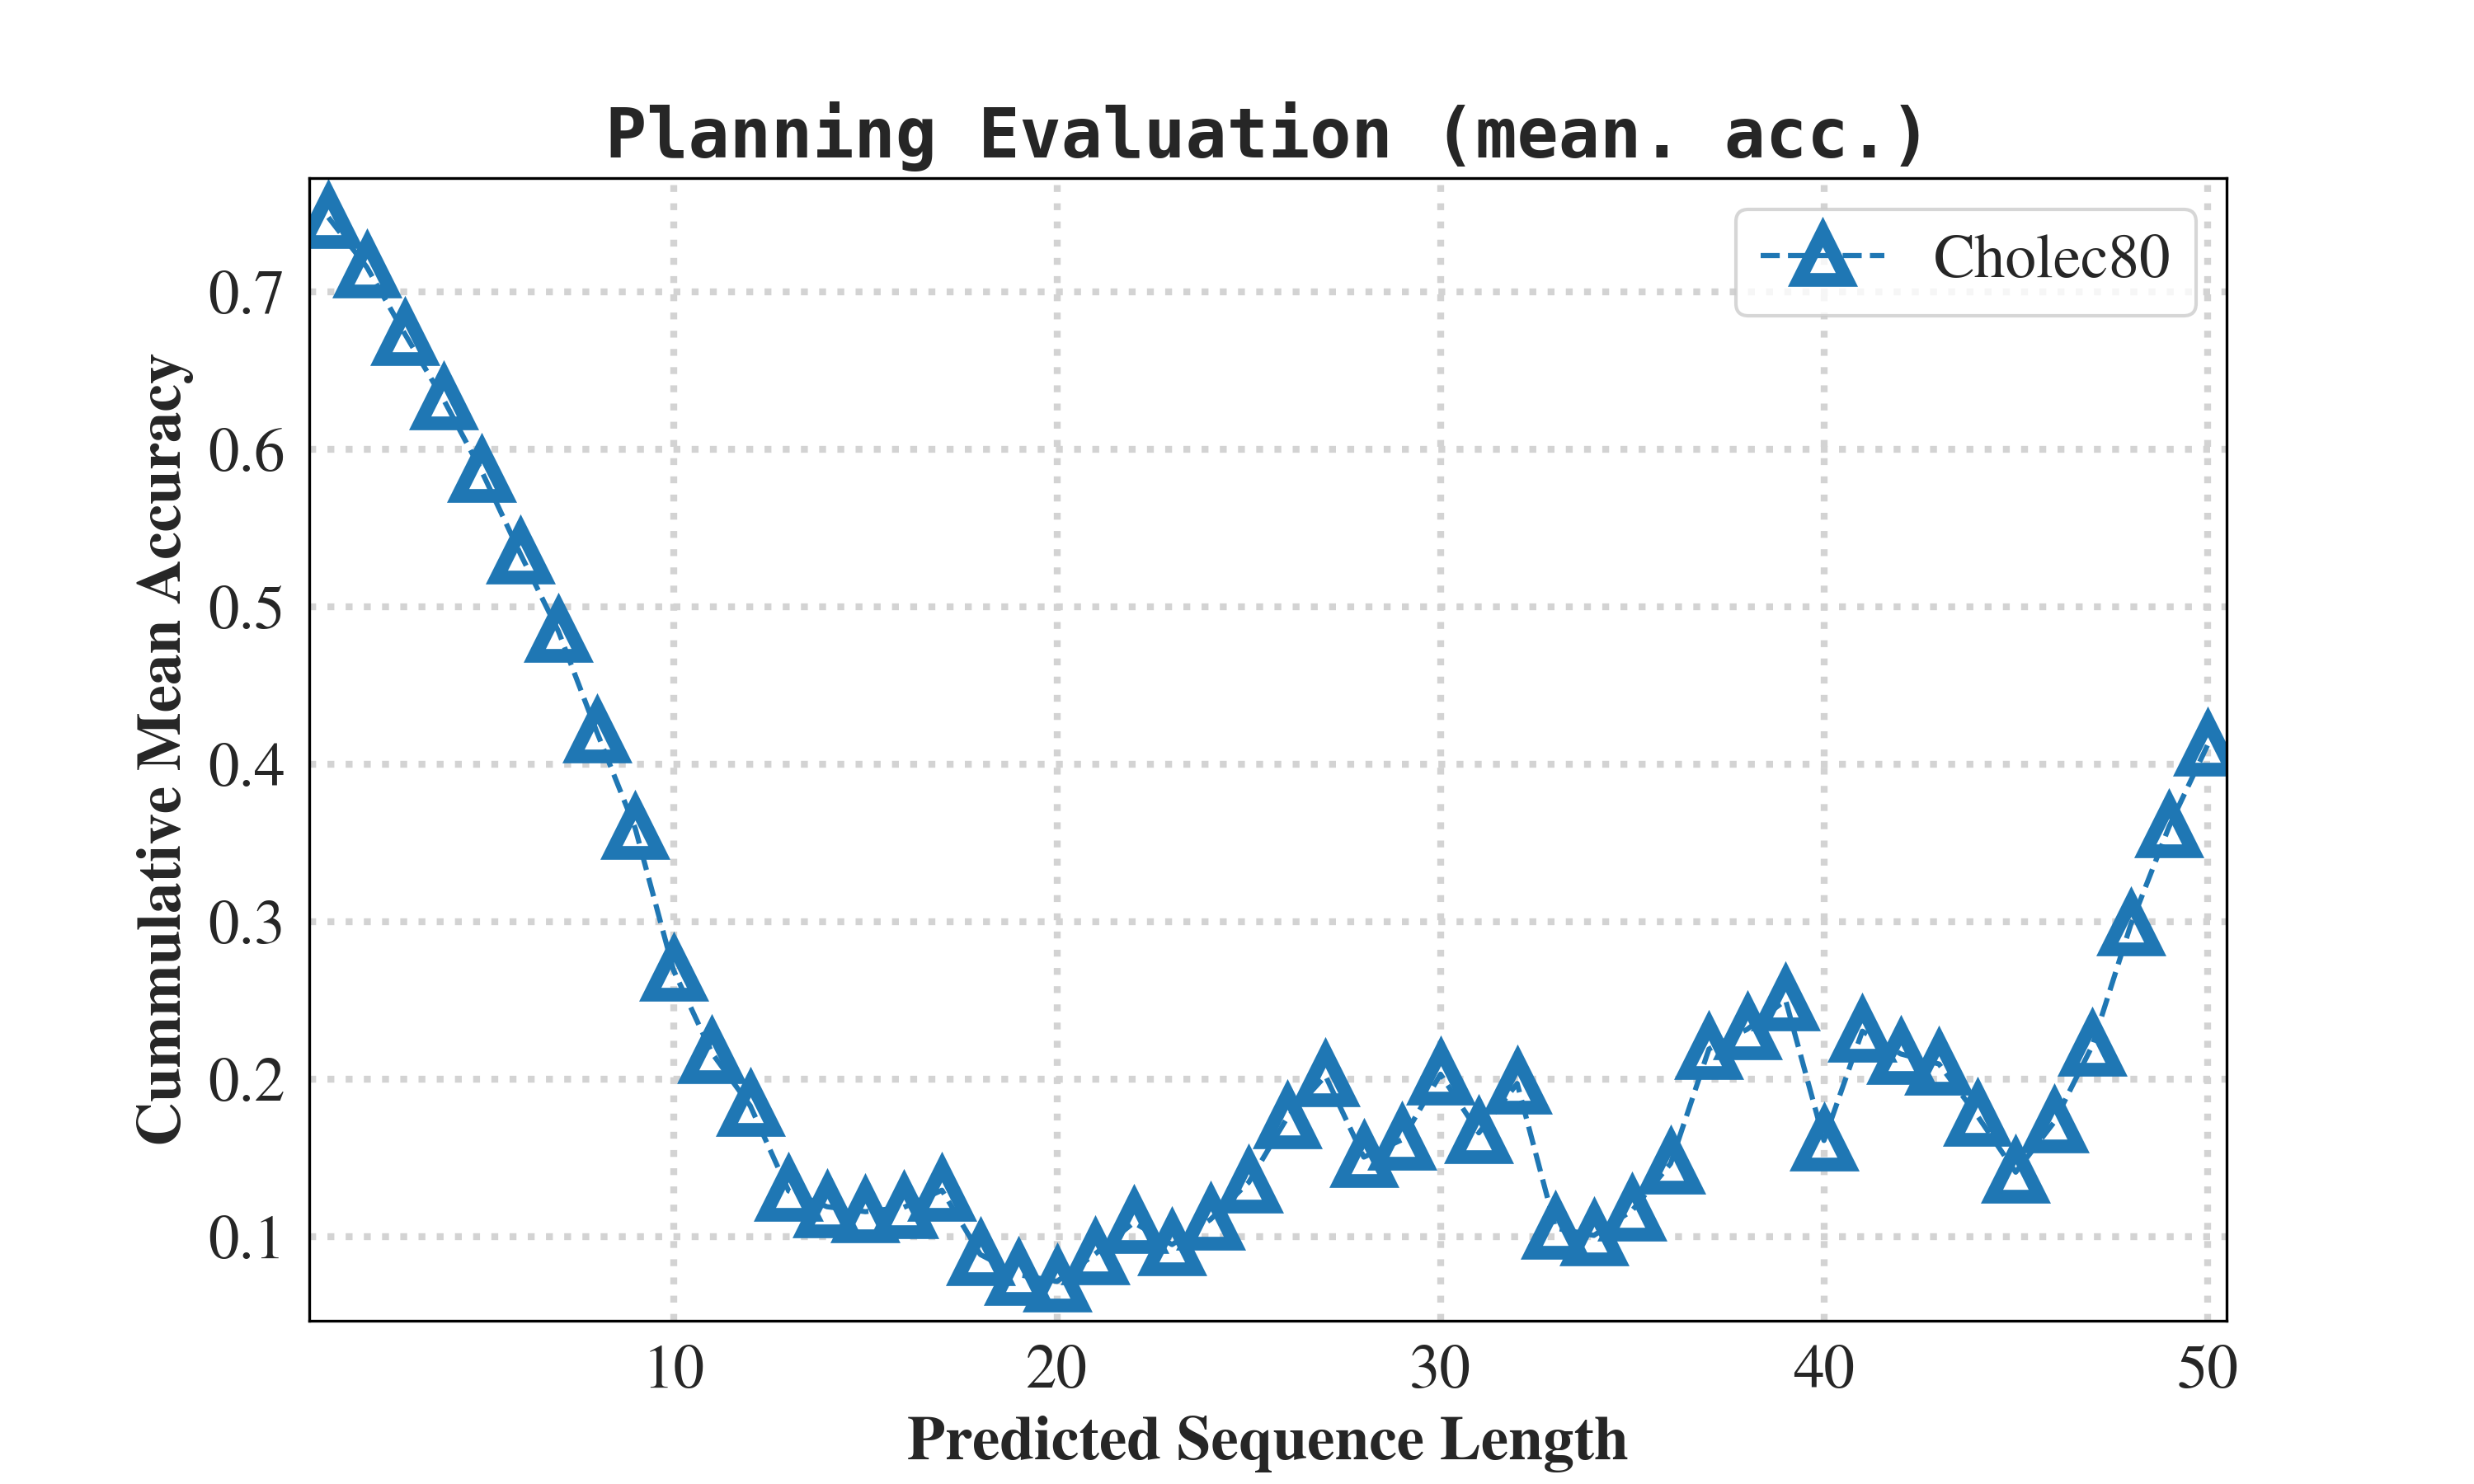 Planning Evaluation (mean. acc.)
Cholec80
Cummulative Mean Accuracy
0.7
0.6
0.5
0.4
0.3
0.2
0.1
10 20 30 40 50
Predicted Sequence Length